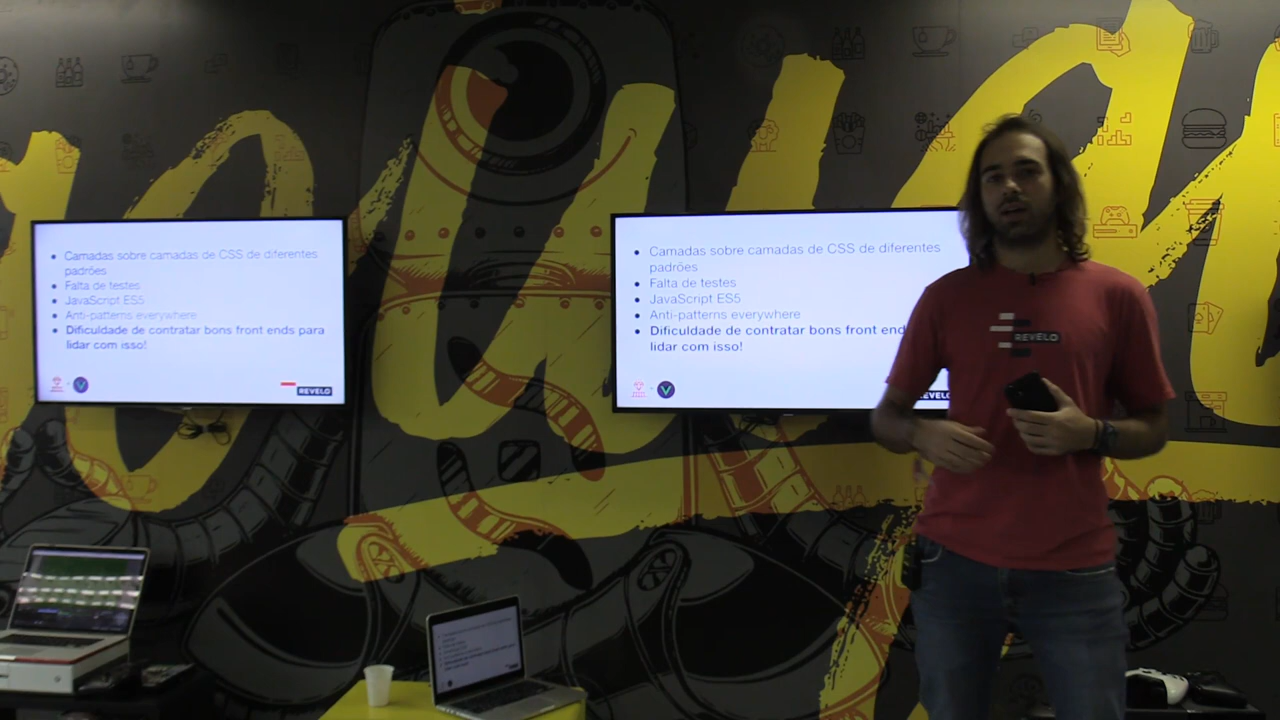 • Camadas sobre camadas de CSS de diferentes
padrões
• Falta de testes
• JavaScript ES5
• Anti-patterns everywhere
• Dificuldade de contratar bons front ends para
lidar com isso!
REVELO
• Camadas sobre camadas de CSS de diferentes
padrões
• Falta de testes
• JavaScript ES5
• Anti-patterns everywhere
• Dificuldade de contratar bons front end
lidar com isso!
EVELO
REVELO